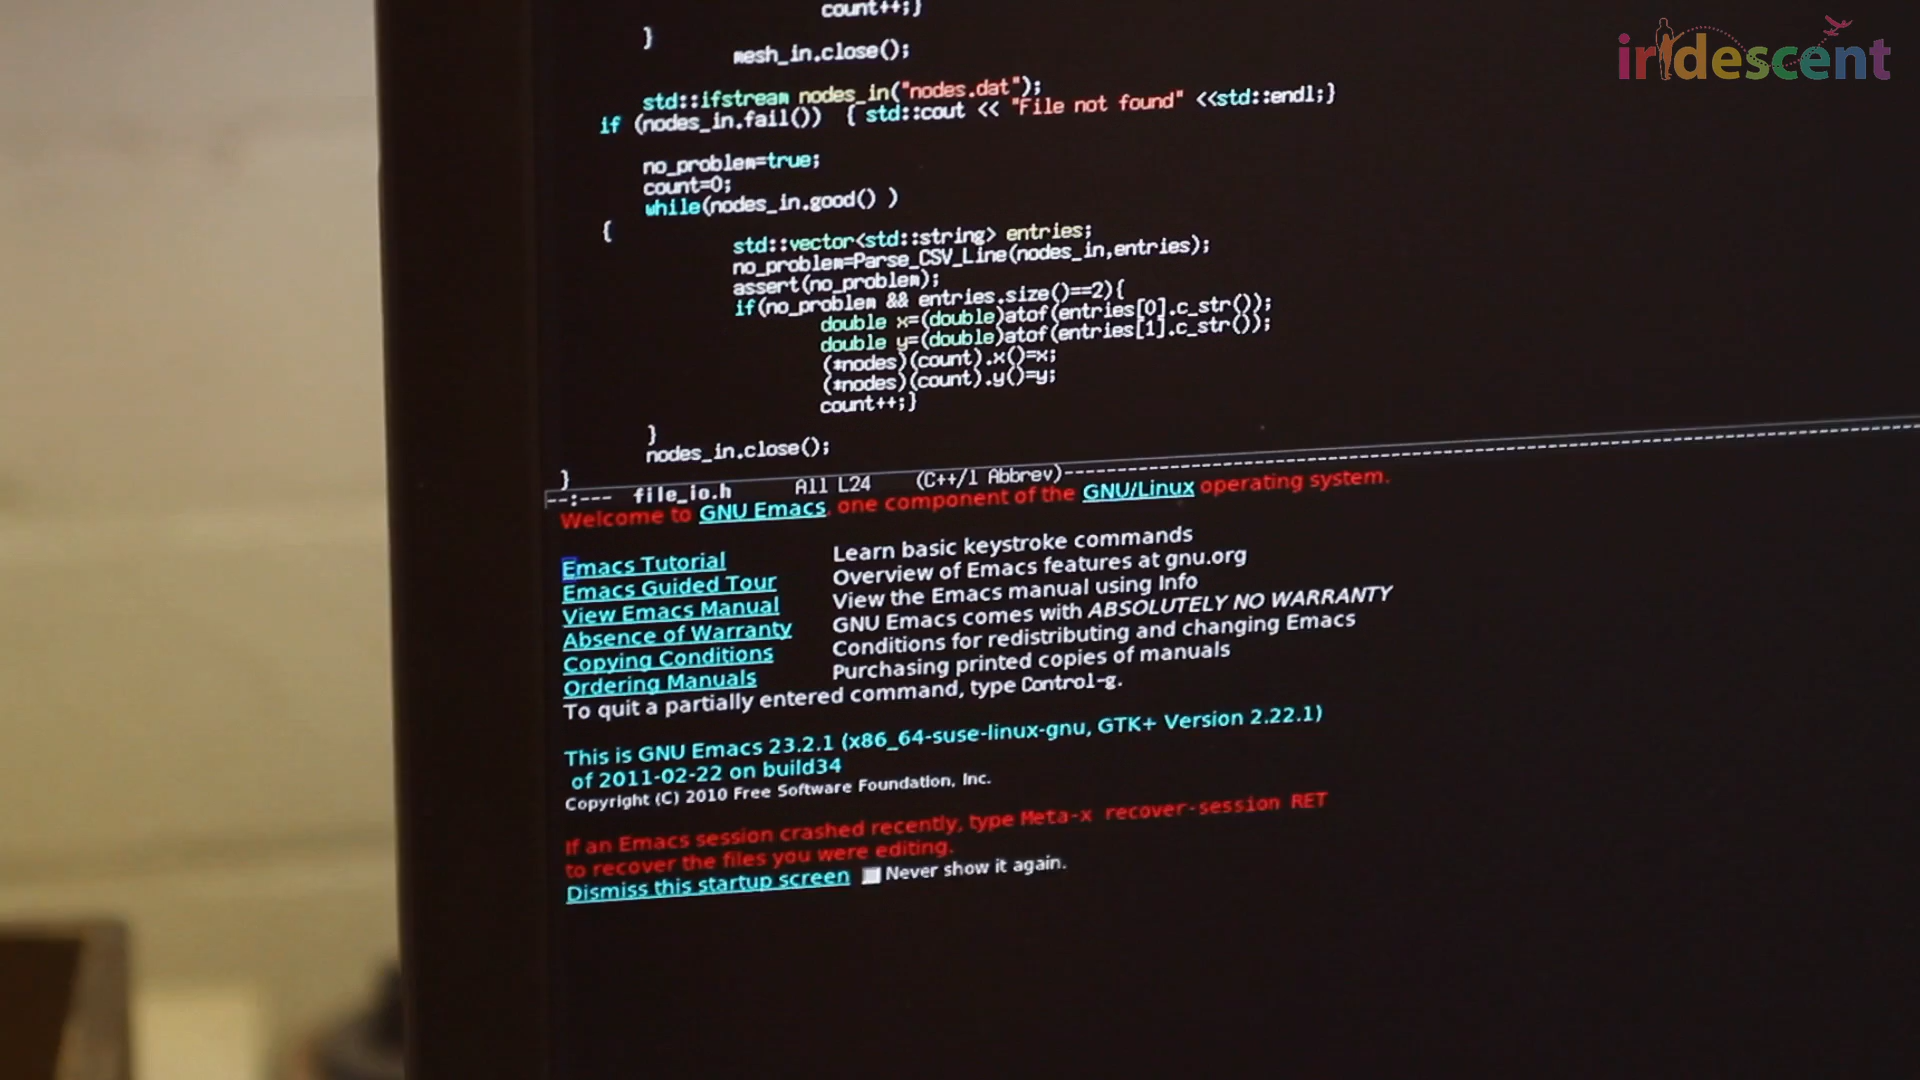 count++;}
}
mesh_in.close();
std::ifstream nodes_in("nodes.dat");
if (nodes_in.fail()) { std::cout << "File not found" <<std::endl;}
no_problem=true;
count=0;
while(nodes_in.good() )
{
std::vector<std::string> entries;
no_problem=Parse_CSV_Line(nodes_in,entries);
assert(no_problem);
if(no_problem && entries.size()==2){
double x=(double)atof(entries[0].c_str());
double y=(double)atof(entries[1].c_str());
(*nodes)(count).x()=x;
(*nodes)(count).y()=y;
count++;}
}
nodes_in.close();
}
--:--- file_io.h All L24 (C++/l Abbrev)
Welcome to GNU Emacs, one component of the GNU/Linux operating system.
Emacs Tutorial Learn basic keystroke commands
Emacs Guided Tour Overview of Emacs features at gnu.org
View Emacs Manual View the Emacs manual using Info
Absence of Warranty GNU Emacs comes with ABSOLUTELY NO WARRANTY
Copying Conditions Conditions for redistributing and changing Emacs
Ordering Manuals Purchasing printed copies of manuals
To quit a partially entered command, type Control-g.
This is GNU Emacs 23.2.1 (x86_64-suse-linux-gnu, GTK+ Version 2.22.1)
of 2011-02-22 on build34
Copyright (C) 2010 Free Software Foundation, Inc.
If an Emacs session crashed recently, type Meta-x recover-session RET
to recover the files you were editing.
Dismiss this startup screen Never show it again.
iridescent